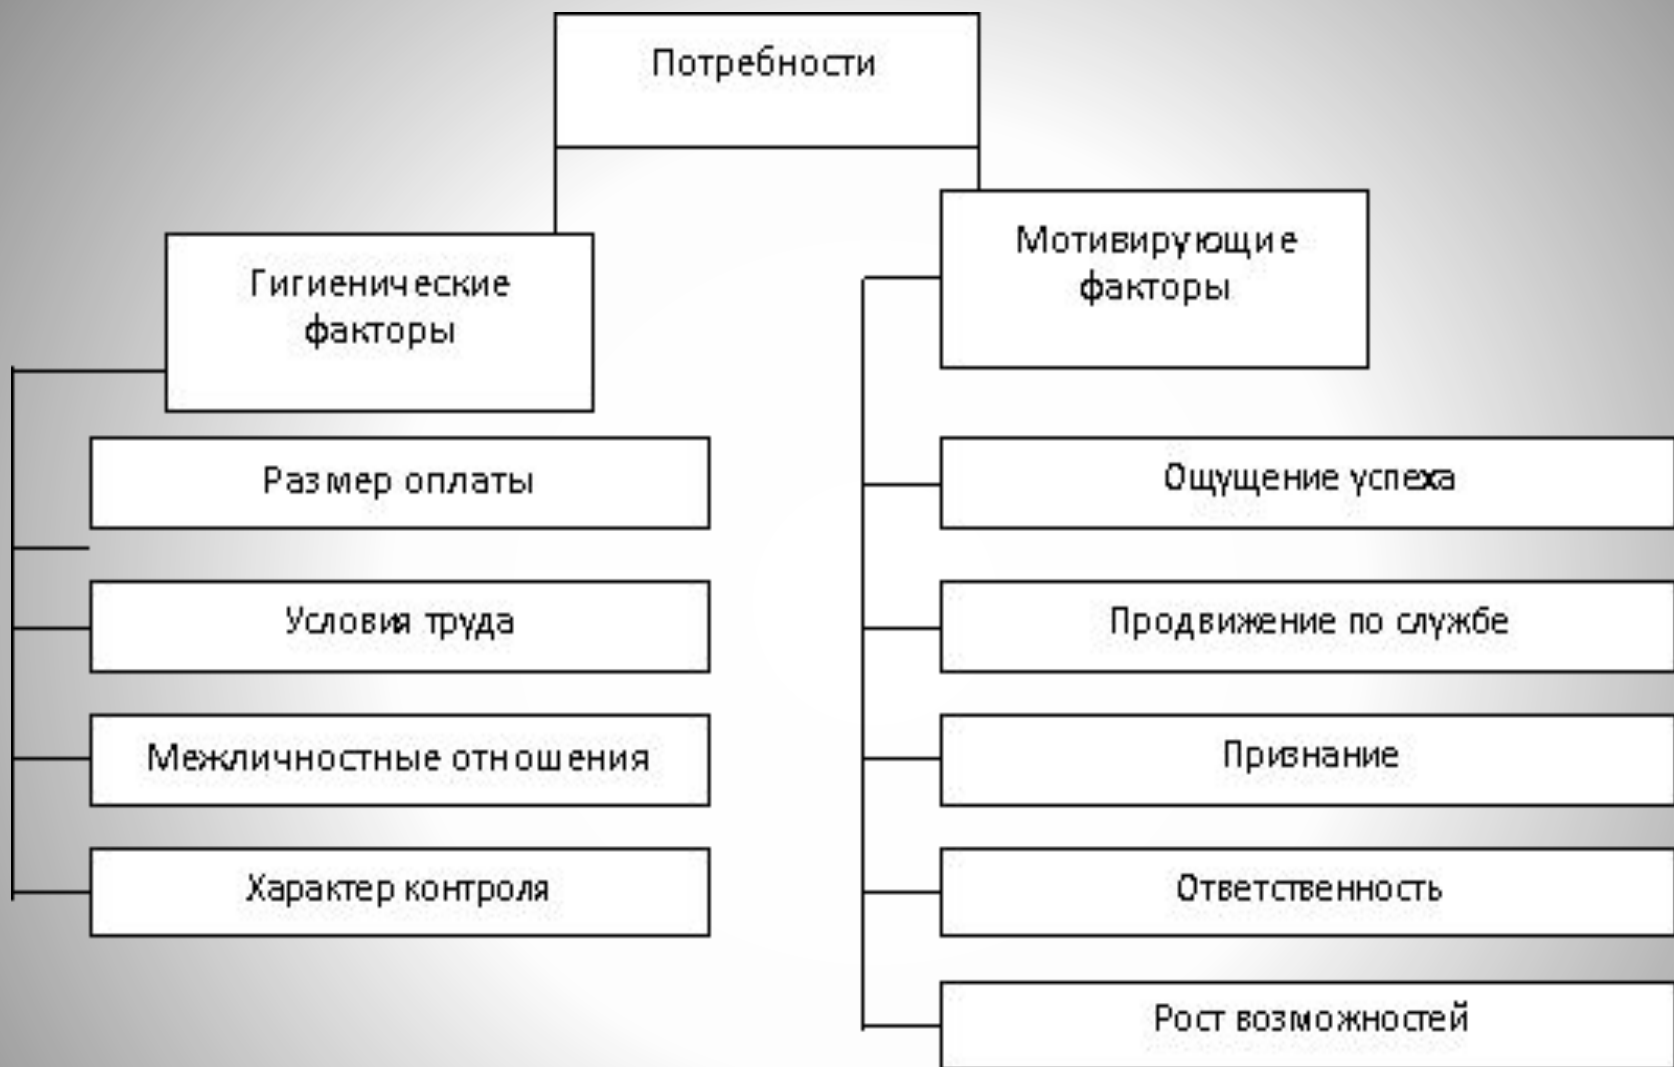 Потребности
Гигиенические
факторы
Размер оплаты
Условия труда
Межличностные отношения
Характер контроля
Мотивирующие
факторы
Ощущение успеха
Продвижение по службе
Признание
Ответственность
Рост возможностей